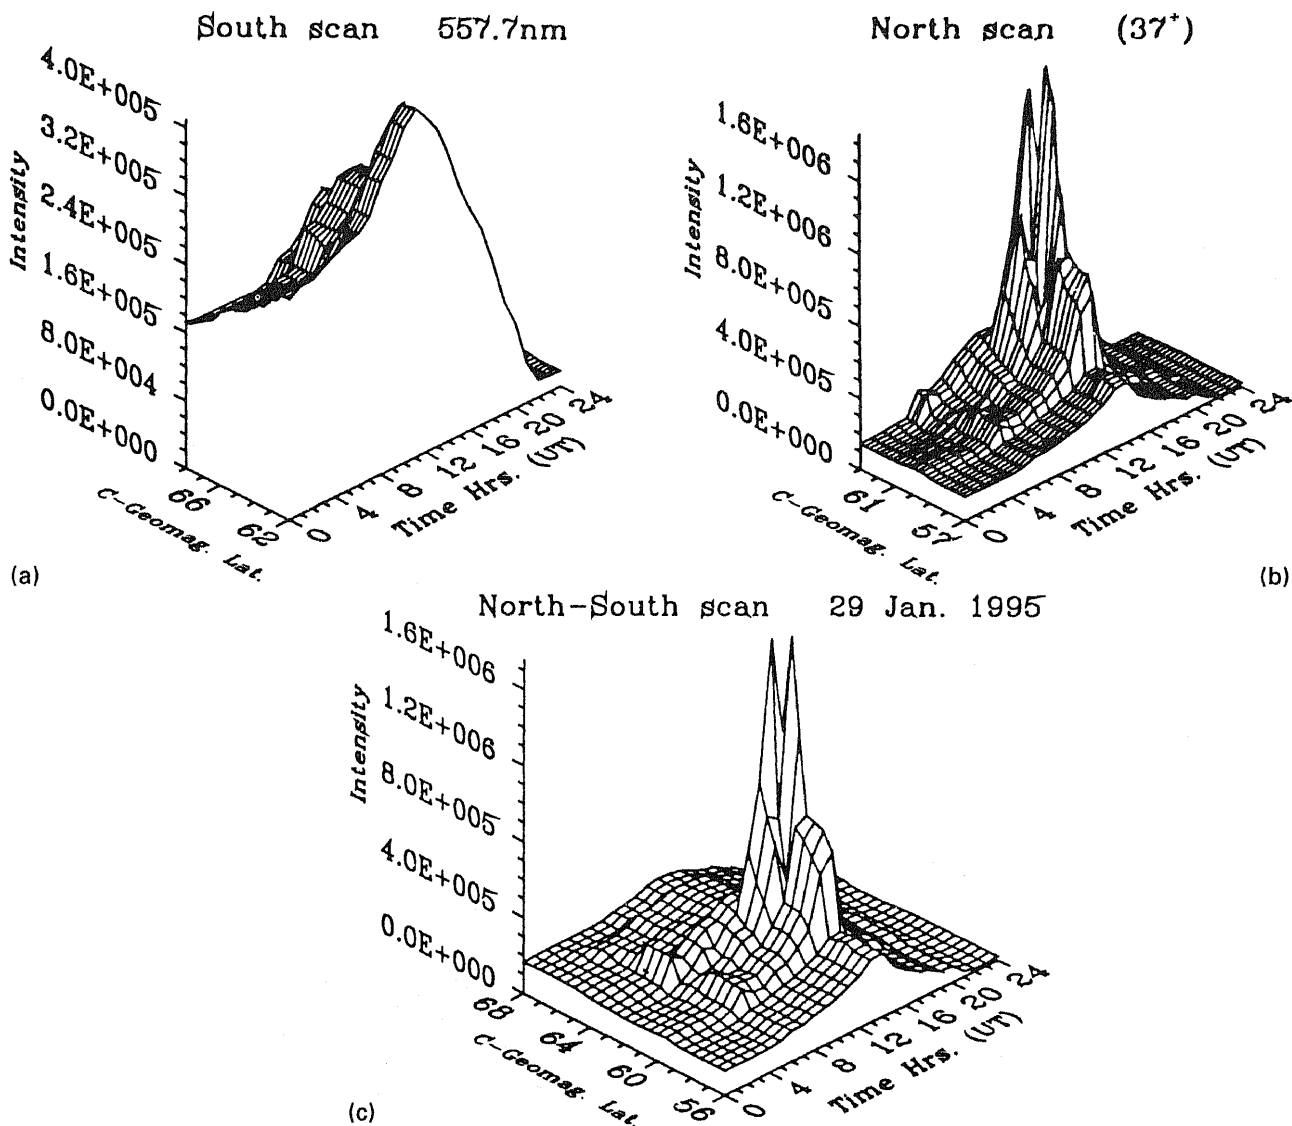 South scan 557.7nm
4.0E+005
3.2E+005
2.4E+005
1.6E+005
8.0E+004
0.0E+000
Intensity
66
62
C-Geomag. Lat.
0 4 8 12 16 20 24
Time Hrs. (UT)
(a)
North scan (37⁺)
1.6E+006
1.2E+006
8.0E+005
4.0E+005
0.0E+000
Intensity
61
57
C-Geomag. Lat.
0 4 8 12 16 20 24
Time Hrs. (UT)
(b)
North-South scan 29 Jan. 1995
1.6E+006
1.2E+006
8.0E+005
4.0E+005
0.0E+000
Intensity
68 64 60 56
C-Geomag. Lat.
0 4 8 12 16 20 24
Time Hrs. (UT)
(c)